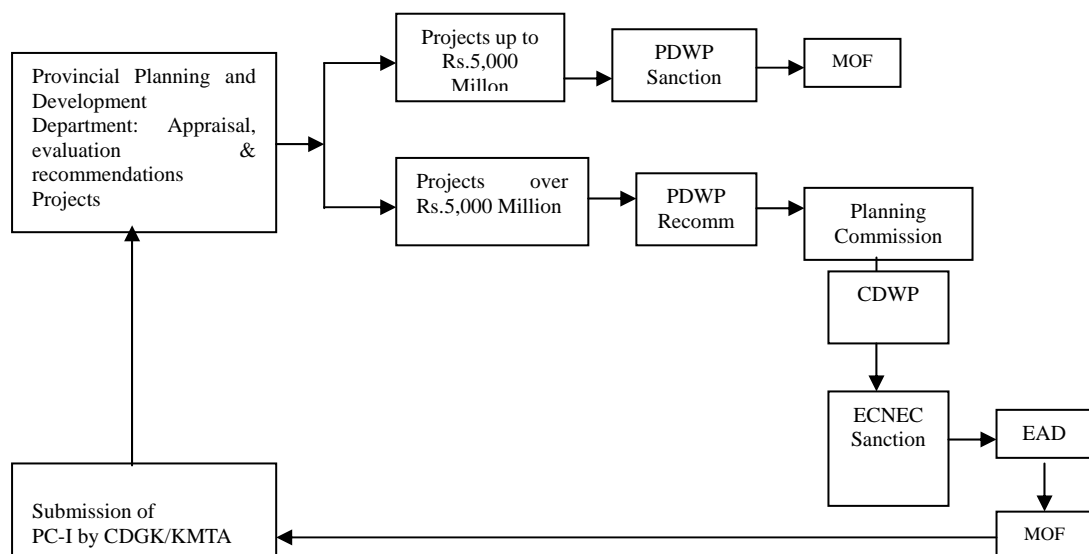 Provincial Planning and
Development
Department: Appraisal,
evaluation &
recommendations
Projects
Projects up to
Rs.5,000
Millon
PDWP
Sanction
MOF
Projects over
Rs.5,000 Million
PDWP
Recomm
Planning
Commission
CDWP
ECNEC
Sanction
EAD
MOF
Submission of
PC-I by CDGK/KMTA